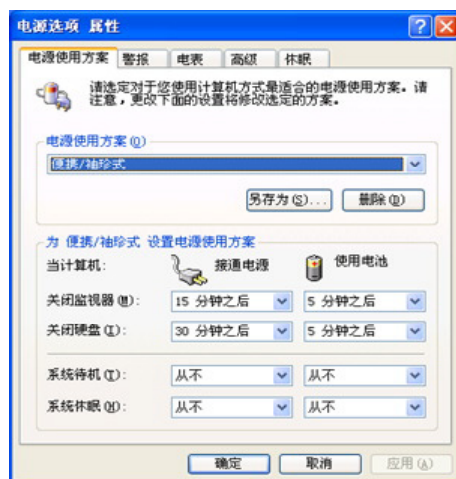 电源选项 属性
电源使用方案 警报 电表 高级 休眠
请选定对于您使用计算机方式最适合的电源使用方案。请
注意，更改下面的设置将修改选定的方案。
电源使用方案(O)
便携/袖珍式
另存为(S)... 删除(D)
为 便携/袖珍式 设置电源使用方案
当计算机: 接通电源 使用电池
关闭监视器(M): 15 分钟之后 5 分钟之后
关闭硬盘(I): 30 分钟之后 5 分钟之后
系统待机(T): 从不 从不
系统休眠(H): 从不 从不
确定 取消 应用(A)